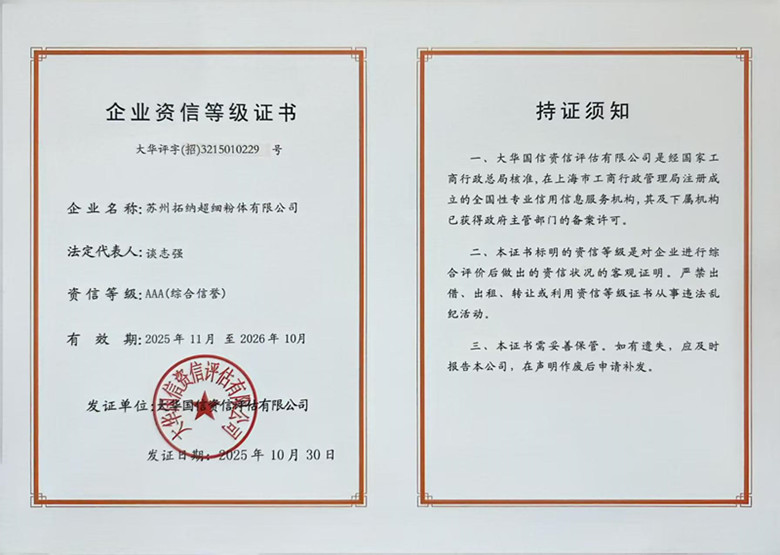 企业资信等级证书
大华评字(招)3215010229 号
企业名称:苏州拓纳超细粉体有限公司
法定代表人:谈志强
资信等级:AAA(综合信誉)
有效期:2025年11月 至2026年10月
大华国信资信评估有限公司
发证单位:大华国信资信评估有限公司
发证日期:2025年10月30日
持证须知
一、大华国信资信评估有限公司是经国家工
商行政总局核准,在上海市工商行政管理局注册成
立的全国性专业信用信息服务机构,其及下属机构
已获得政府主管部门的备案许可。
二、本证书标明的资信等级是对企业进行综
合评价后做出的资信状况的客观证明。严禁出
借、出租、转让或利用资信等级证书从事违法乱
纪活动。
三、本证书需妥善保管。如有遗失,应及时
报告本公司,在声明作废后申请补发。